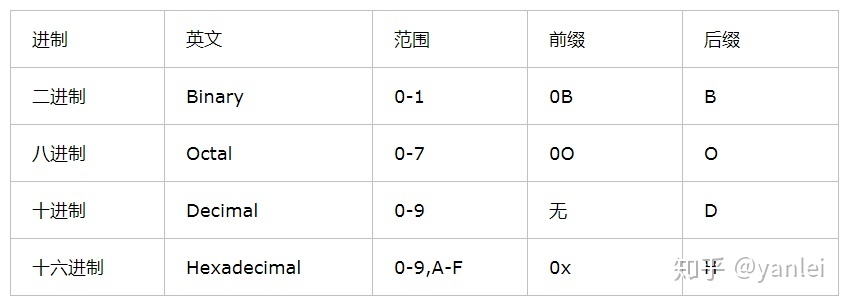 进制 英文 范围 前缀 后缀
二进制 Binary 0-1 0B B
八进制 Octal 0-7 0O O
十进制 Decimal 0-9 无 D
十六进制 Hexadecimal 0-9,A-F 0x H
知乎 @yanlei